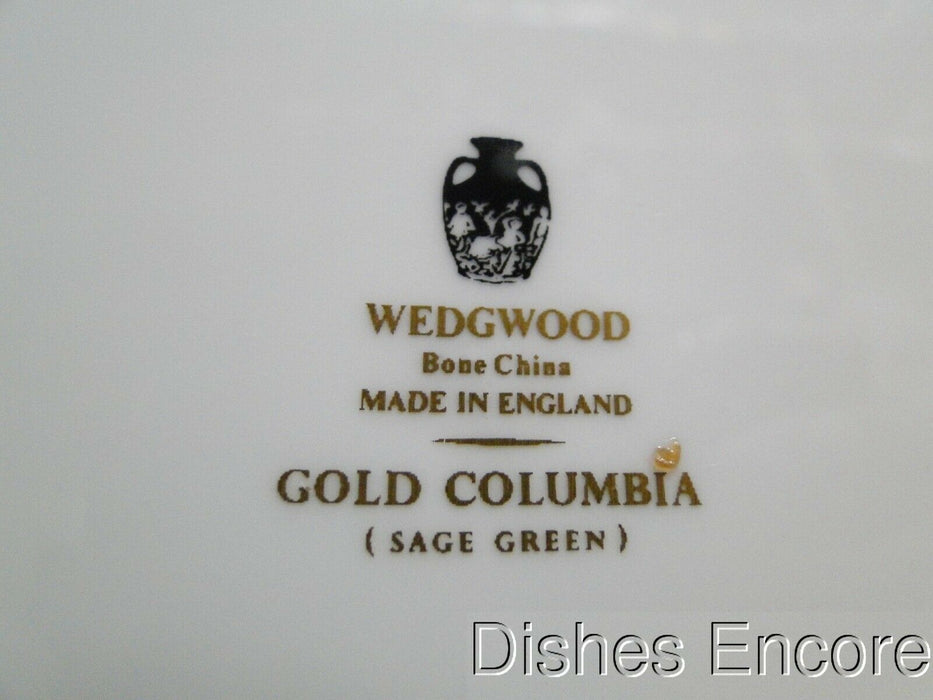 WEDGWOOD
Bone China
MADE IN ENGLAND
GOLD COLUMBIA
( SAGE GREEN )
Dishes Encore